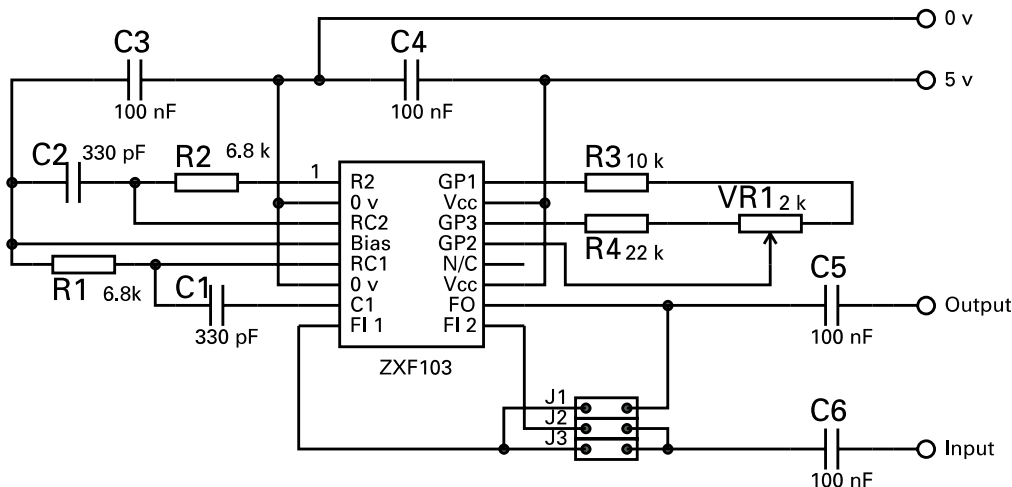 0 v
C3
C4
5 v
100 nF
100 nF
C2
330 pF
R2
6.8 k
1
R3
10 k
VR1
2 k
R2
GP1
0 v
Vcc
RC2
GP3
R4
22 k
Bias
GP2
RC1
N/C
C5
R1
6.8k
C1
0 v
Vcc
C1
FO
Output
330 pF
FI 1
FI 2
100 nF
ZXF103
J1
J2
J3
C6
Input
100 nF